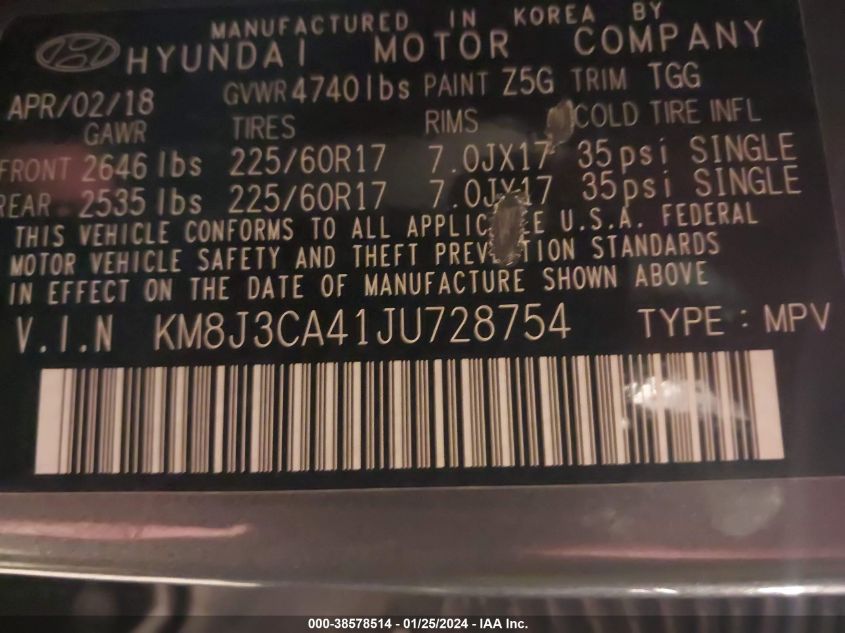 MANUFACTURED IN KOREA BY
HYUNDAI MOTOR COMPANY
APR/02/18 GVWR 4740lbs PAINT Z5G TRIM TGG
GAWR TIRES RIMS COLD TIRE INFL
FRONT 2646 lbs 225/60R17 7.0JX17 35psi SINGLE
REAR 2535 lbs 225/60R17 7.0JX17 35psi SINGLE
THIS VEHICLE CONFORMS TO ALL U.S.A. FEDERAL
MOTOR VEHICLE SAFETY AND THEFT STANDARDS
IN EFFECT ON THE DATE OF MANUFACTURE SHOWN ABOVE
V.I.N KM8J3CA41JU728754 TYPE : MPV
000-38578514 - 01/25/2024 - IAA Inc.